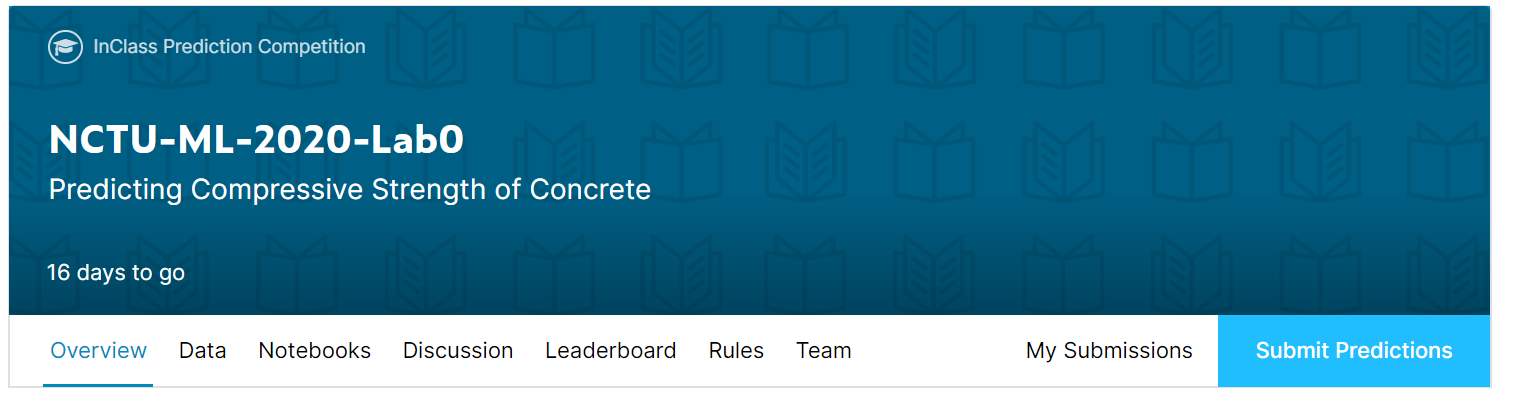 InClass Prediction Competition
NCTU-ML-2020-Lab0
Predicting Compressive Strength of Concrete
16 days to go
Overview Data Notebooks Discussion Leaderboard Rules Team My Submissions Submit Predictions